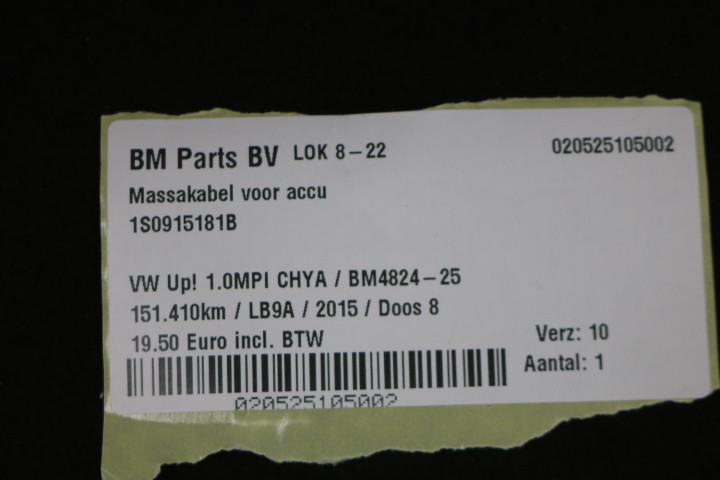 BM Parts BV LOK 8-22 020525105002
Massakabel voor accu
1S0915181B
VW Up! 1.0MPI CHYA / BM4824-25
151.410km / LB9A / 2015 / Doos 8
19.50 Euro incl. BTW
Verz: 10
Aantal: 1
020525105002